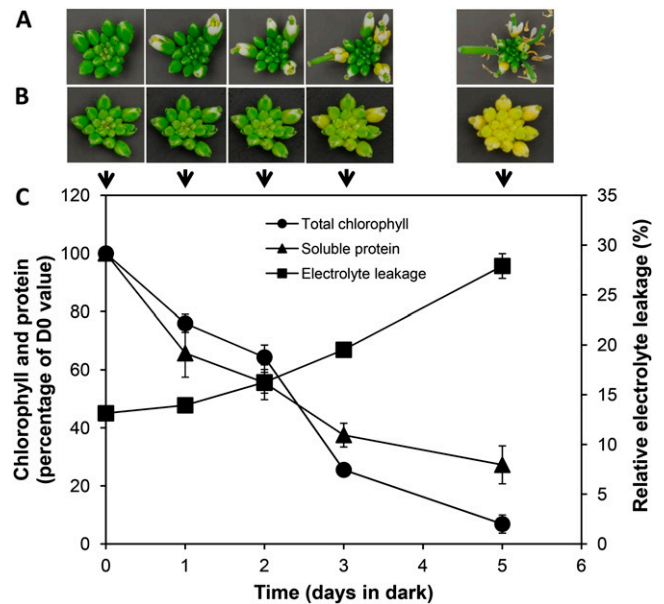 A
B
C
120
100
80
60
40
20
0
Chlorophyll and protein
(percentage of D0 value)
Total chlorophyll
Soluble protein
Electrolyte leakage
35
30
25
20
15
10
5
0
Relative electrolyte leakage (%)
0 1 2 3 4 5 6
Time (days in dark)